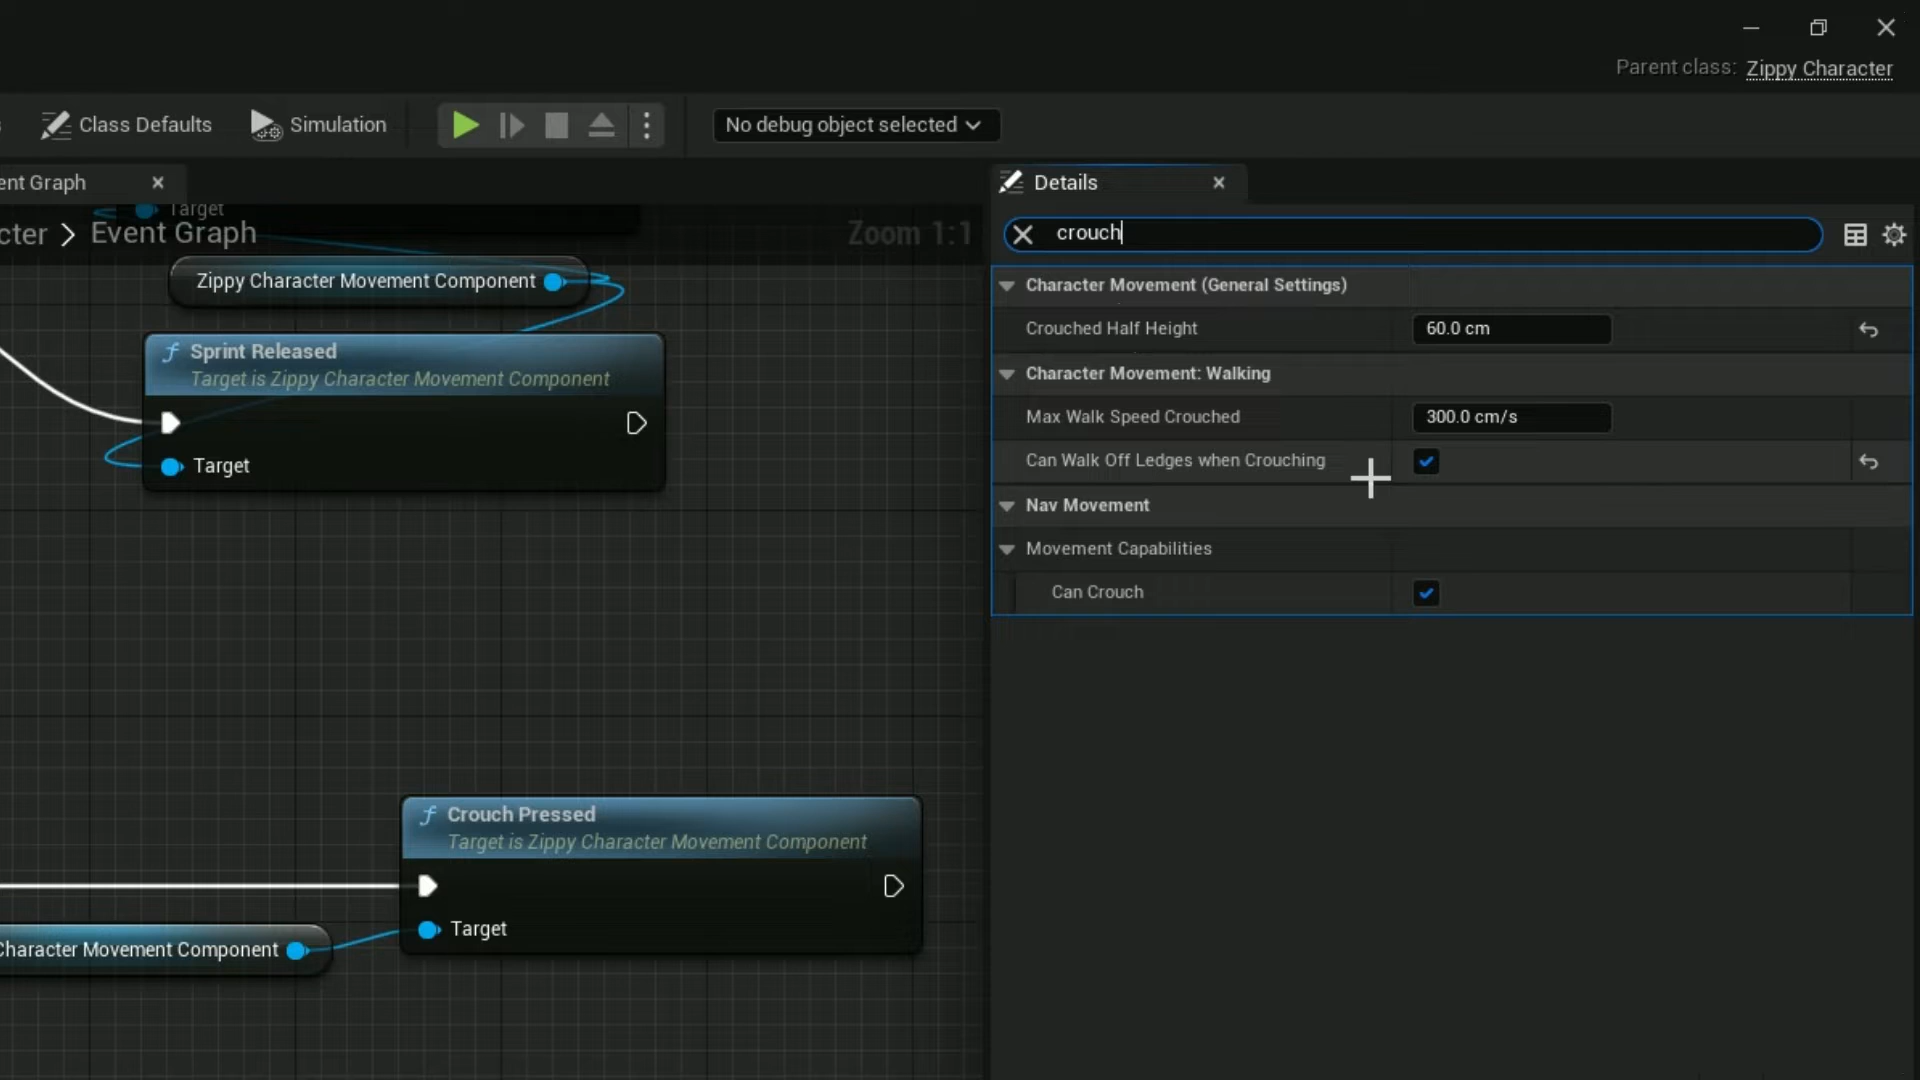 Parent class: Zippy Character
Class Defaults
Simulation
No debug object selected
ent Graph
Details
Target
cter > Event Graph
Zoom 1:1
crouch
Zippy Character Movement Component
Character Movement (General Settings)
Crouched Half Height
60.0 cm
Sprint Released
Target is Zippy Character Movement Component
Target
Character Movement: Walking
Max Walk Speed Crouched
300.0 cm/s
Can Walk Off Ledges when Crouching
Nav Movement
Movement Capabilities
Can Crouch
Crouch Pressed
Target is Zippy Character Movement Component
Target
Character Movement Component